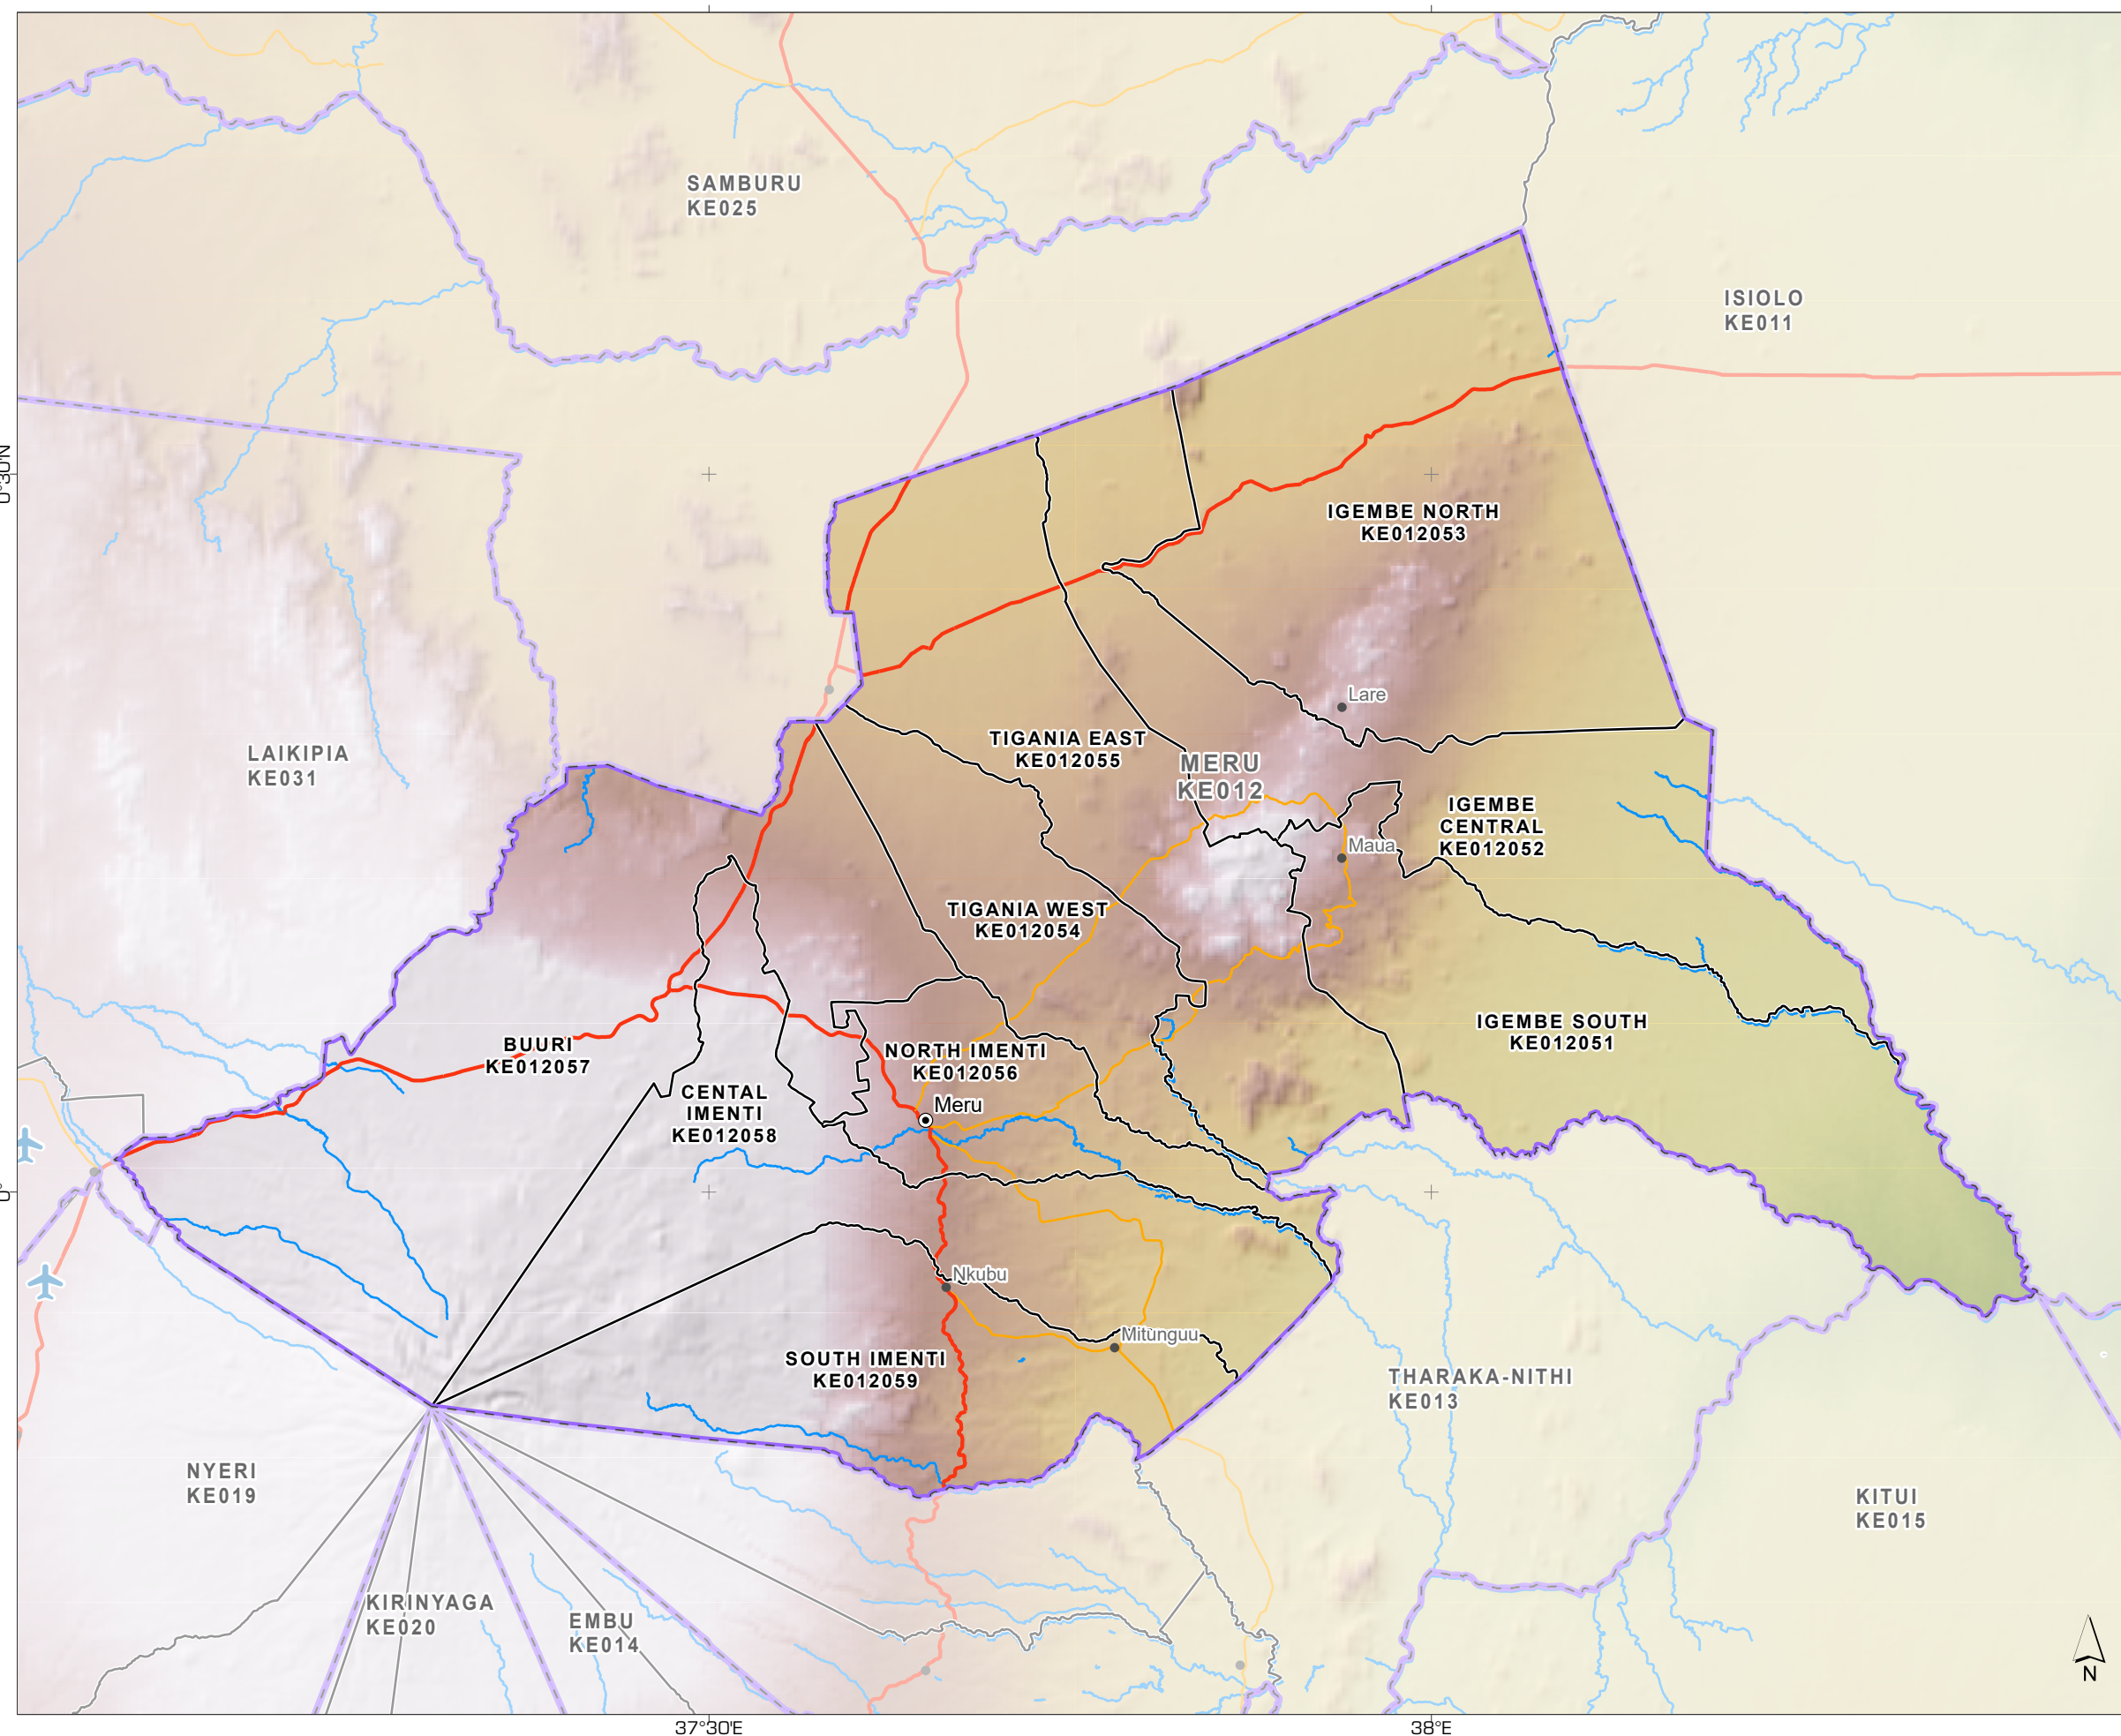 SAMBURU
KE025
ISIOLO
KE011
0°30'N
IGEMBE NORTH
KE012053
Lare
LAIKIPIA
KE031
TIGANIA EAST
KE012055
MERU
KE012
IGEMBE
CENTRAL
KE012052
Maua
TIGANIA WEST
KE012054
IGEMBE SOUTH
KE012051
BUURI
KE012057
NORTH IMENTI
KE012056
CENTAL
IMENTI
KE012058
Meru
0°
Nkubu
Mitunguu
SOUTH IMENTI
KE012059
THARAKA-NITHI
KE013
NYERI
KE019
KITUI
KE015
KIRINYAGA
KE020
EMBU
KE014
N
37°30'E
38°E